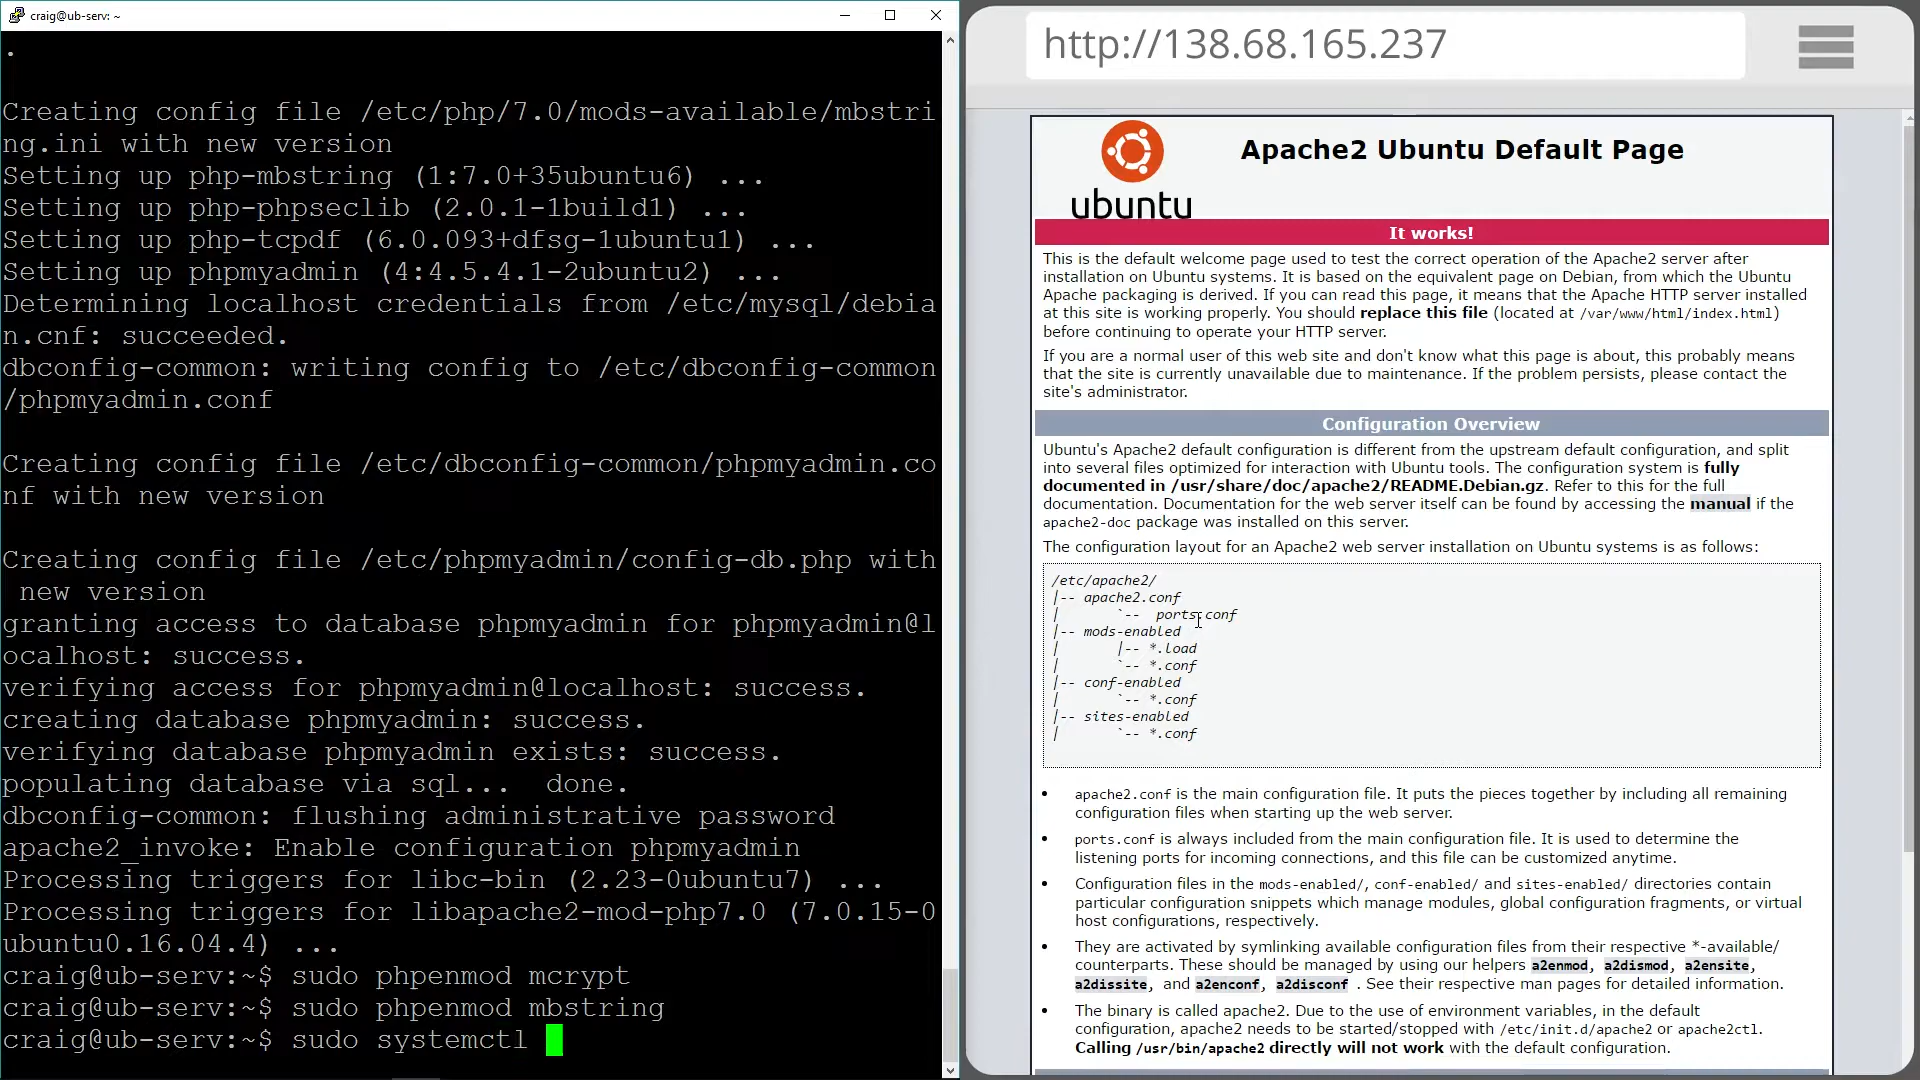 craig@ub-serv: ~
.
Creating config file /etc/php/7.0/mods-available/mbstri
ng.ini with new version
Setting up php-mbstring (1:7.0+35ubuntu6) ...
Setting up php-phpseclib (2.0.1-1build1) ...
Setting up php-tcpdf (6.0.093+dfsg-1ubuntu1) ...
Setting up phpmyadmin (4:4.5.4.1-2ubuntu2) ...
Determining localhost credentials from /etc/mysql/debia
n.cnf: succeeded.
dbconfig-common: writing config to /etc/dbconfig-common
/phpmyadmin.conf
Creating config file /etc/dbconfig-common/phpmyadmin.co
nf with new version
Creating config file /etc/phpmyadmin/config-db.php with
 new version
granting access to database phpmyadmin for phpmyadmin@l
ocalhost: success.
verifying access for phpmyadmin@localhost: success.
creating database phpmyadmin: success.
verifying database phpmyadmin exists: success.
populating database via sql...  done.
dbconfig-common: flushing administrative password
apache2_invoke: Enable configuration phpmyadmin
Processing triggers for libc-bin (2.23-0ubuntu7) ...
Processing triggers for libapache2-mod-php7.0 (7.0.15-0
ubuntu0.16.04.4) ...
craig@ub-serv:~$ sudo phpenmod mcrypt
craig@ub-serv:~$ sudo phpenmod mbstring
craig@ub-serv:~$ sudo systemctl
http://138.68.165.237
ubuntu
Apache2 Ubuntu Default Page
It works!
This is the default welcome page used to test the correct operation of the Apache2 server after
installation on Ubuntu systems. It is based on the equivalent page on Debian, from which the Ubuntu
Apache packaging is derived. If you can read this page, it means that the Apache HTTP server installed
at this site is working properly. You should replace this file (located at /var/www/html/index.html)
before continuing to operate your HTTP server.
If you are a normal user of this web site and don't know what this page is about, this probably means
that the site is currently unavailable due to maintenance. If the problem persists, please contact the
site's administrator.
Configuration Overview
Ubuntu's Apache2 default configuration is different from the upstream default configuration, and split
into several files optimized for interaction with Ubuntu tools. The configuration system is fully
documented in /usr/share/doc/apache2/README.Debian.gz. Refer to this for the full
documentation. Documentation for the web server itself can be found by accessing the manual if the
apache2-doc package was installed on this server.
The configuration layout for an Apache2 web server installation on Ubuntu systems is as follows:
/etc/apache2/
|-- apache2.conf
|       `--  ports.conf
|-- mods-enabled
|       |-- *.load
|       `-- *.conf
|-- conf-enabled
|       `-- *.conf
|-- sites-enabled
|       `-- *.conf
• apache2.conf is the main configuration file. It puts the pieces together by including all remaining
configuration files when starting up the web server.
• ports.conf is always included from the main configuration file. It is used to determine the
listening ports for incoming connections, and this file can be customized anytime.
• Configuration files in the mods-enabled/, conf-enabled/ and sites-enabled/ directories contain
particular configuration snippets which manage modules, global configuration fragments, or virtual
host configurations, respectively.
• They are activated by symlinking available configuration files from their respective *-available/
counterparts. These should be managed by using our helpers a2enmod, a2dismod, a2ensite,
a2dissite, and a2enconf, a2disconf . See their respective man pages for detailed information.
• The binary is called apache2. Due to the use of environment variables, in the default
configuration, apache2 needs to be started/stopped with /etc/init.d/apache2 or apache2ctl.
Calling /usr/bin/apache2 directly will not work with the default configuration.